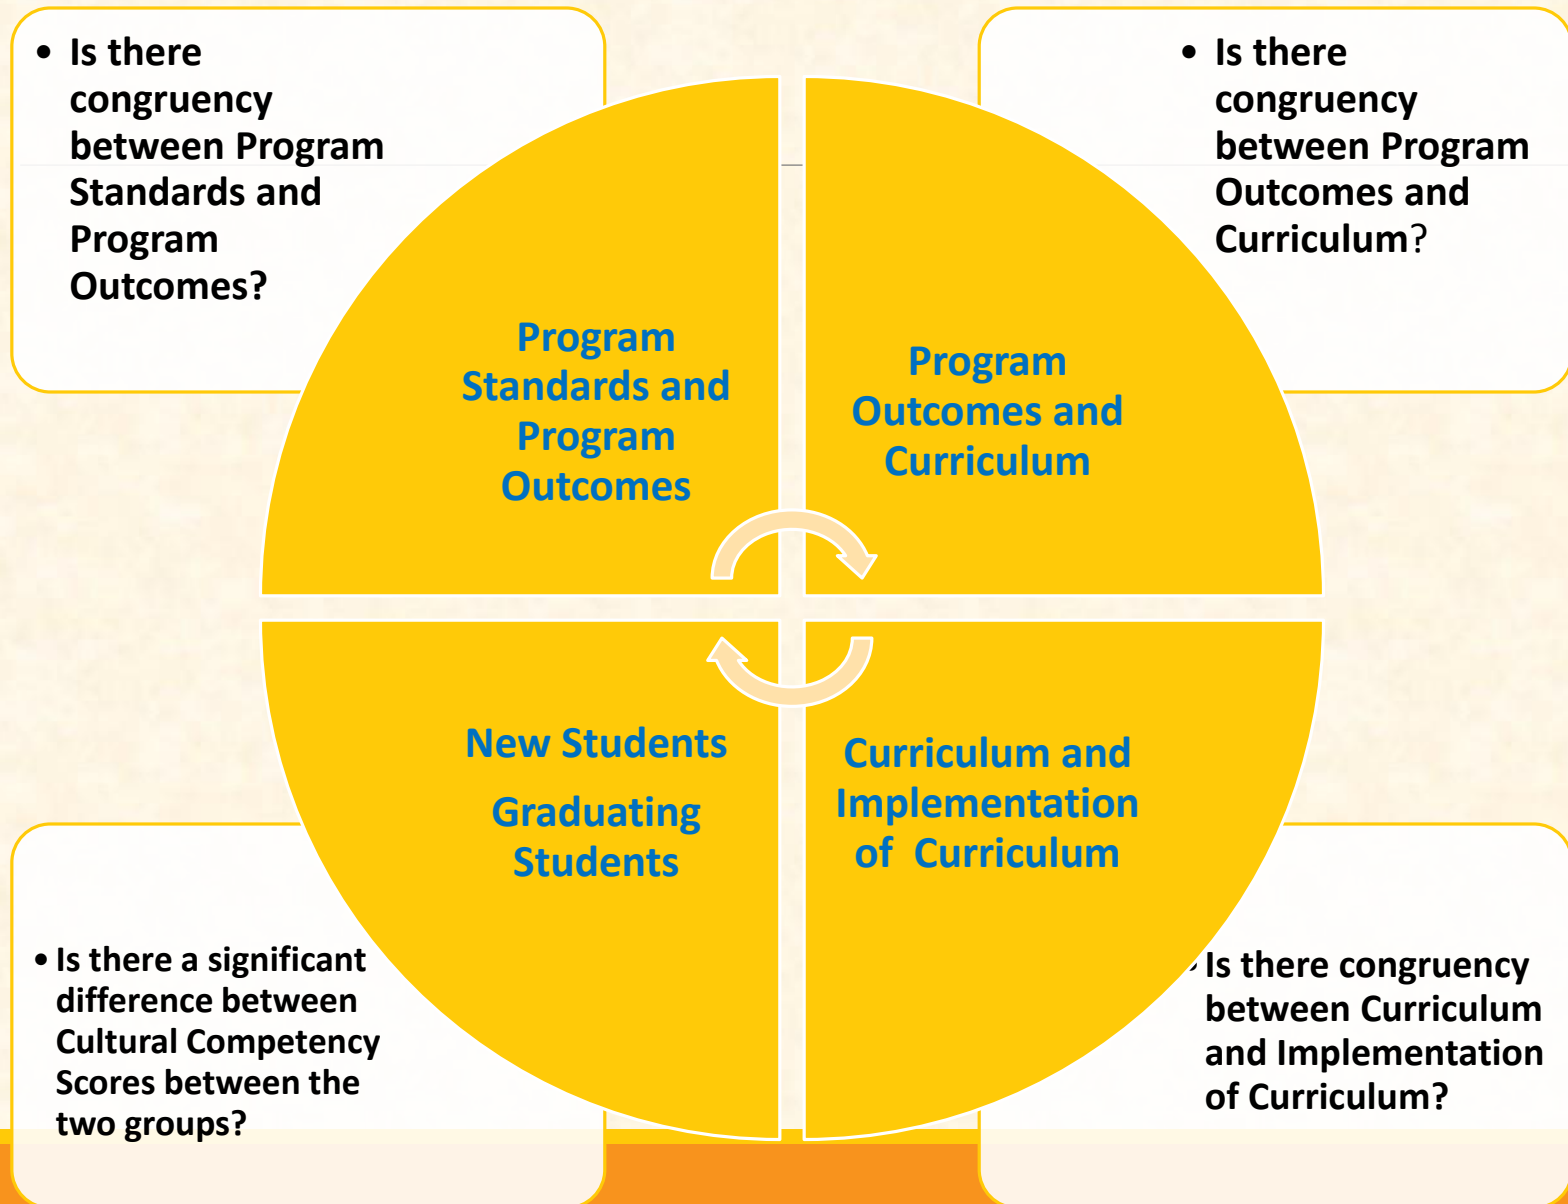 • Is there
congruency
between Program
Standards and
Program
Outcomes?
• Is there
congruency
between Program
Outcomes and
Curriculum?
Program
Standards and
Program
Outcomes
Program
Outcomes and
Curriculum
New Students
Graduating
Students
Curriculum and
Implementation
of Curriculum
• Is there a significant
difference between
Cultural Competency
Scores between the
two groups?
• Is there congruency
between Curriculum
and Implementation
of Curriculum?